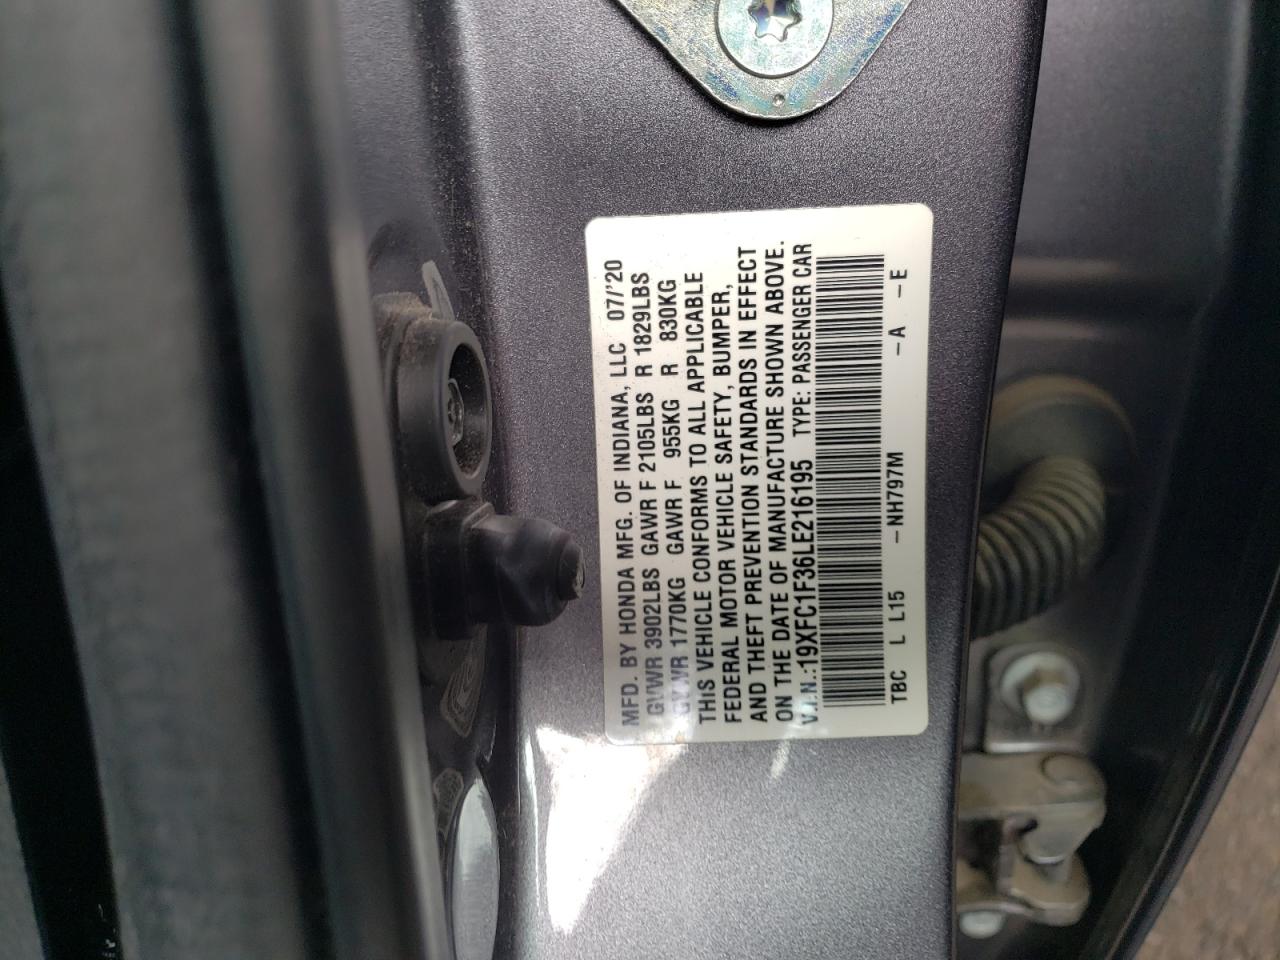 MFD. BY HONDA MFG. OF INDIANA, LLC 07/'20
GVWR 3902LBS GAWR F 2105LBS R 1829LBS
GVWR 1770KG GAWR F 955KG R 830KG
THIS VEHICLE CONFORMS TO ALL APPLICABLE
FEDERAL MOTOR VEHICLE SAFETY, BUMPER,
AND THEFT PREVENTION STANDARDS IN EFFECT
ON THE DATE OF MANUFACTURE SHOWN ABOVE.
V.I.N.:19XFC1F36LE216195 TYPE: PASSENGER CAR
TBC L L15 -NH797M -A -E